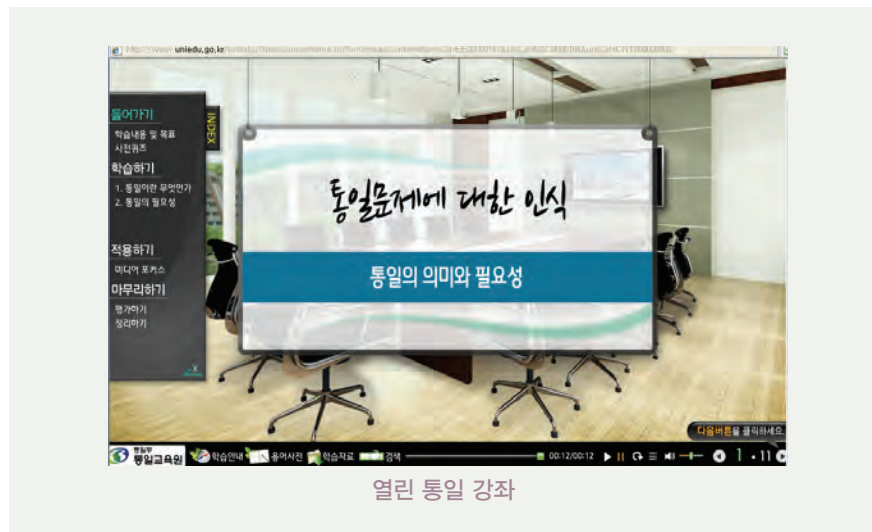 uniedu.go.kr
들어가기
학습내용 및 목표
사전퀴즈
학습하기
1. 통일이란 무엇인가
2. 통일의 필요성
적용하기
미디어 포커스
마무리하기
평가하기
정리하기
INDEX
통일문제에 대한 인식
통일의 의미와 필요성
다음버튼을 클릭하세요
통일부
통일교육원 학습안내 용어사전 학습자료 검색 00:12/00:12 1 • 11
열린 통일 강좌